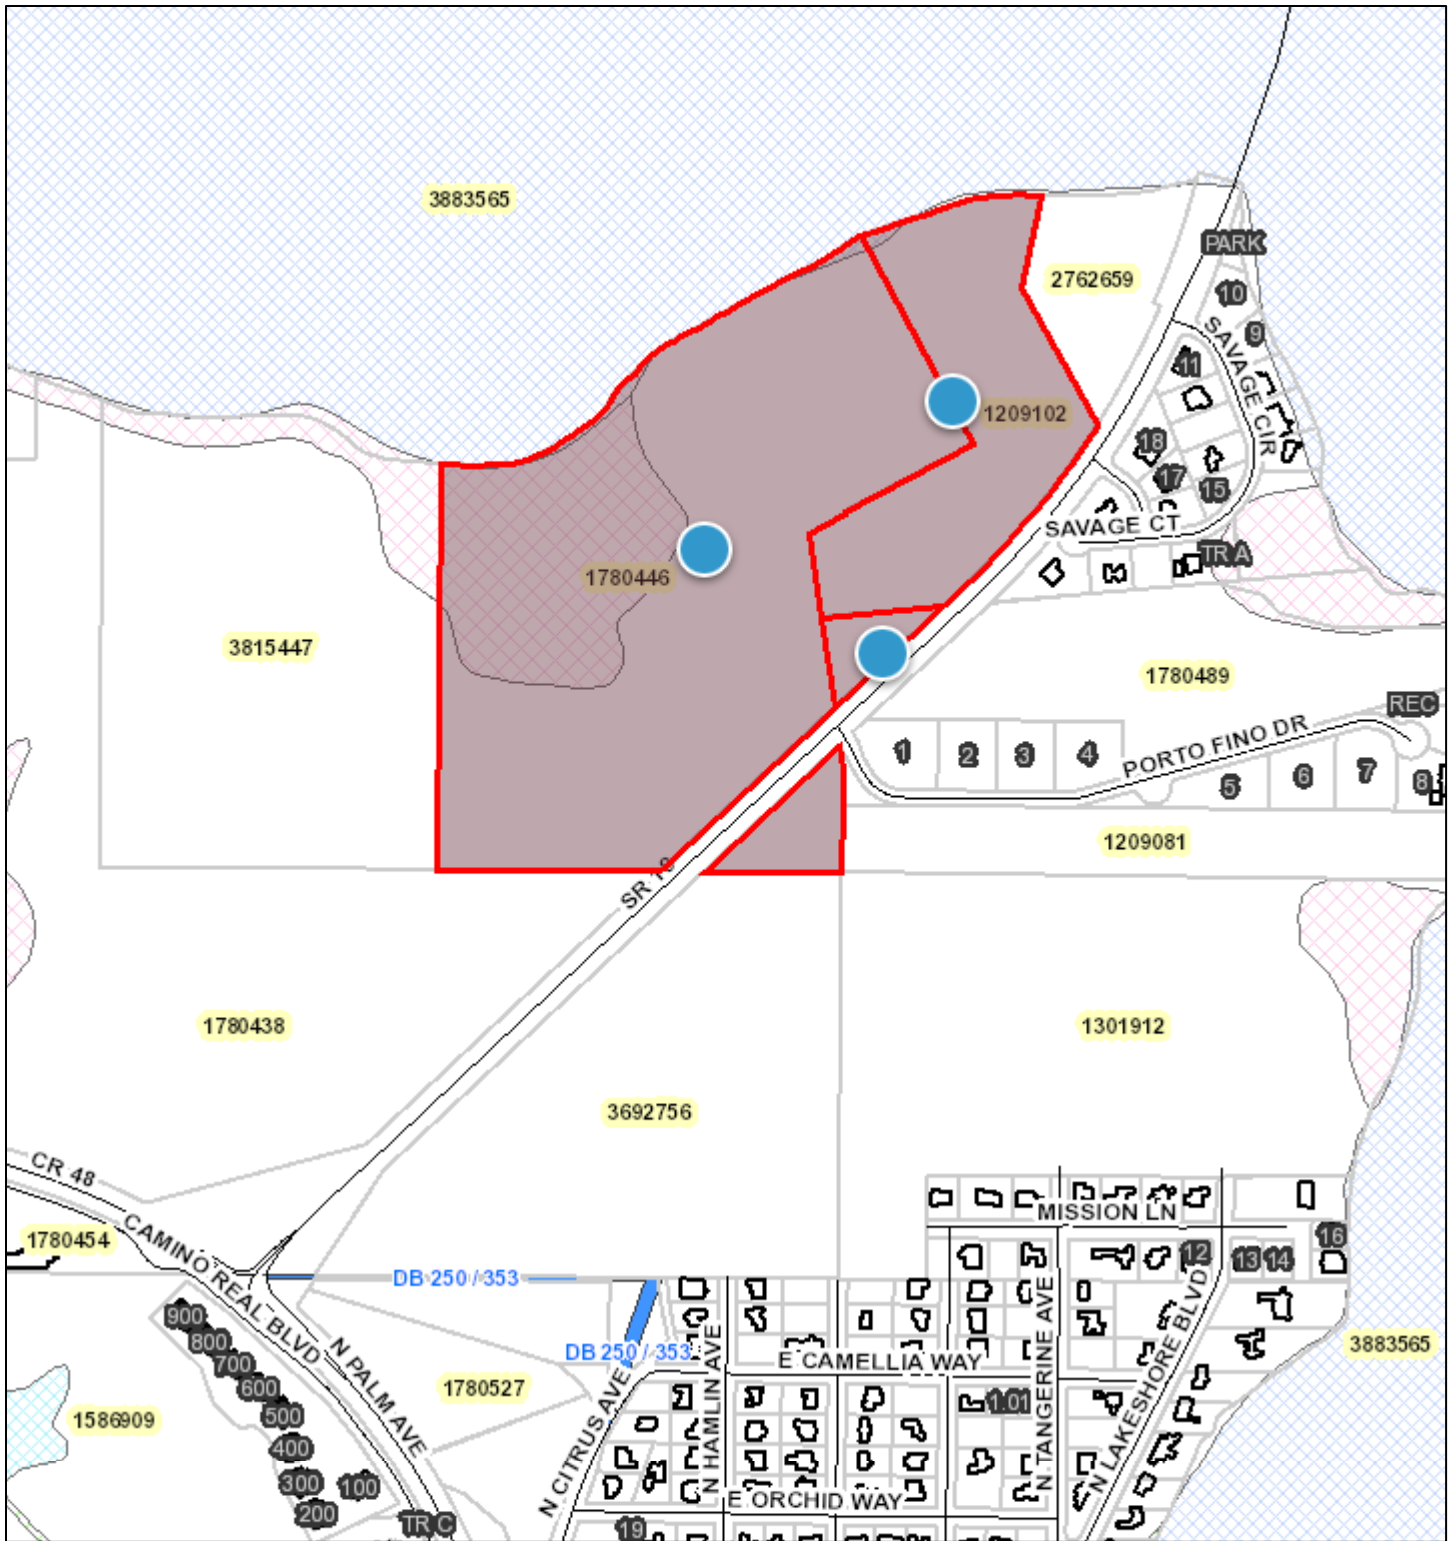 3883565
PARK
2762659
10
9
SAVAGE CIR
11
1209102
18
17
15
SAVAGE CT
TR A
1780446
3815447
1780489
REC
PORTO FINO DR
1
2
3
4
5
6
7
8
1209081
SR 19
1780438
1301912
3692756
CR 48
1780454
CAMINO REAL BLVD
MISSION LN
16
12
13
14
DB 250 / 353
DB 250 / 353
900
800
700
600
500
400
300
200
100
N PALM AVE
1780527
1586909
N CITRUS AVE
N HAMLIN AVE
E CAMELLIA WAY
N TANGERINE AVE
1.01
N LAKESHORE BLVD
3883565
E ORCHID WAY
TR C
19